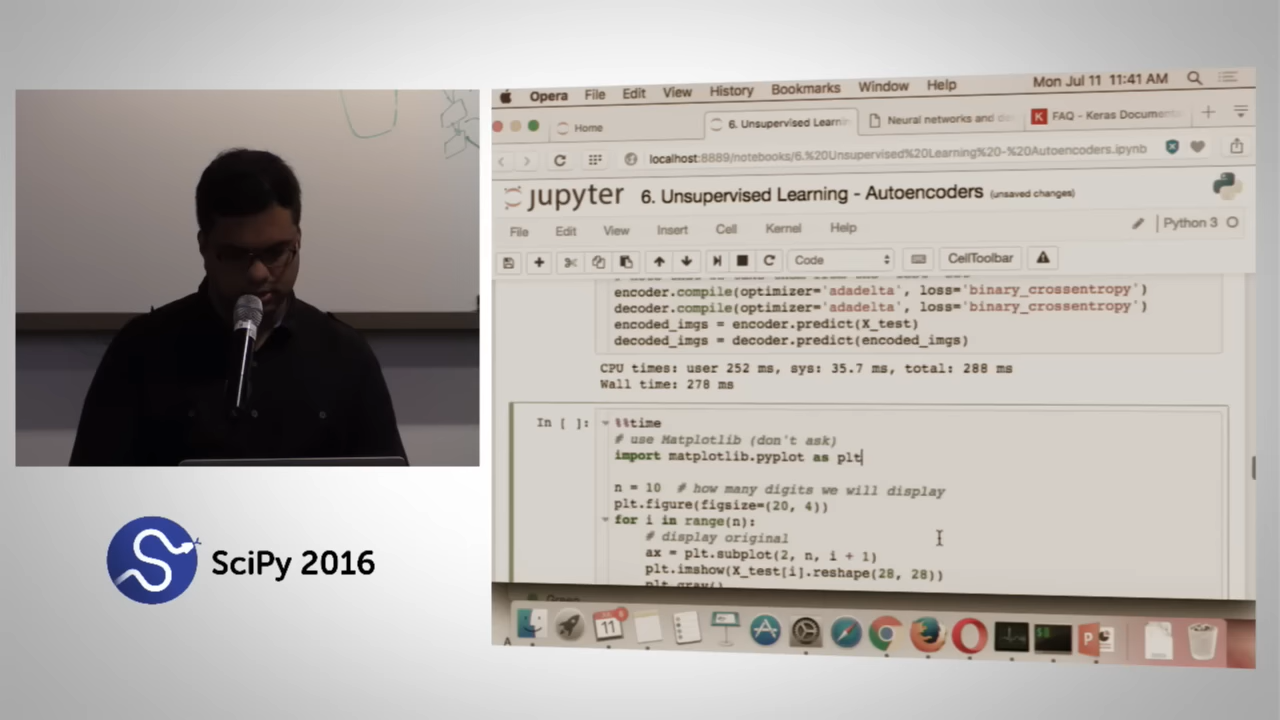 Opera File Edit View History Bookmarks Window Help Mon Jul 11 11:41 AM
Home
6. Unsupervised Learnin
Neural networks and de
FAQ - Keras Documenta
localhost:8889/notebooks/6.%20Unsupervised%20Learning%20-%20Autoencoders.ipynb
jupyter 6. Unsupervised Learning - Autoencoders (unsaved changes)
File Edit View Insert Cell Kernel Help Python 3
Code CellToolbar
encoder.compile(optimizer='adadelta', loss='binary_crossentropy')
decoder.compile(optimizer='adadelta', loss='binary_crossentropy')
encoded_imgs = encoder.predict(X_test)
decoded_imgs = decoder.predict(encoded_imgs)
CPU times: user 252 ms, sys: 35.7 ms, total: 288 ms
Wall time: 278 ms
In [ ]: %%time
# use Matplotlib (don't ask)
import matplotlib.pyplot as plt
n = 10 # how many digits we will display
plt.figure(figsize=(20, 4))
for i in range(n):
# display original
ax = plt.subplot(2, n, i + 1)
plt.imshow(X_test[i].reshape(28, 28))
plt.gray()
11
SciPy 2016